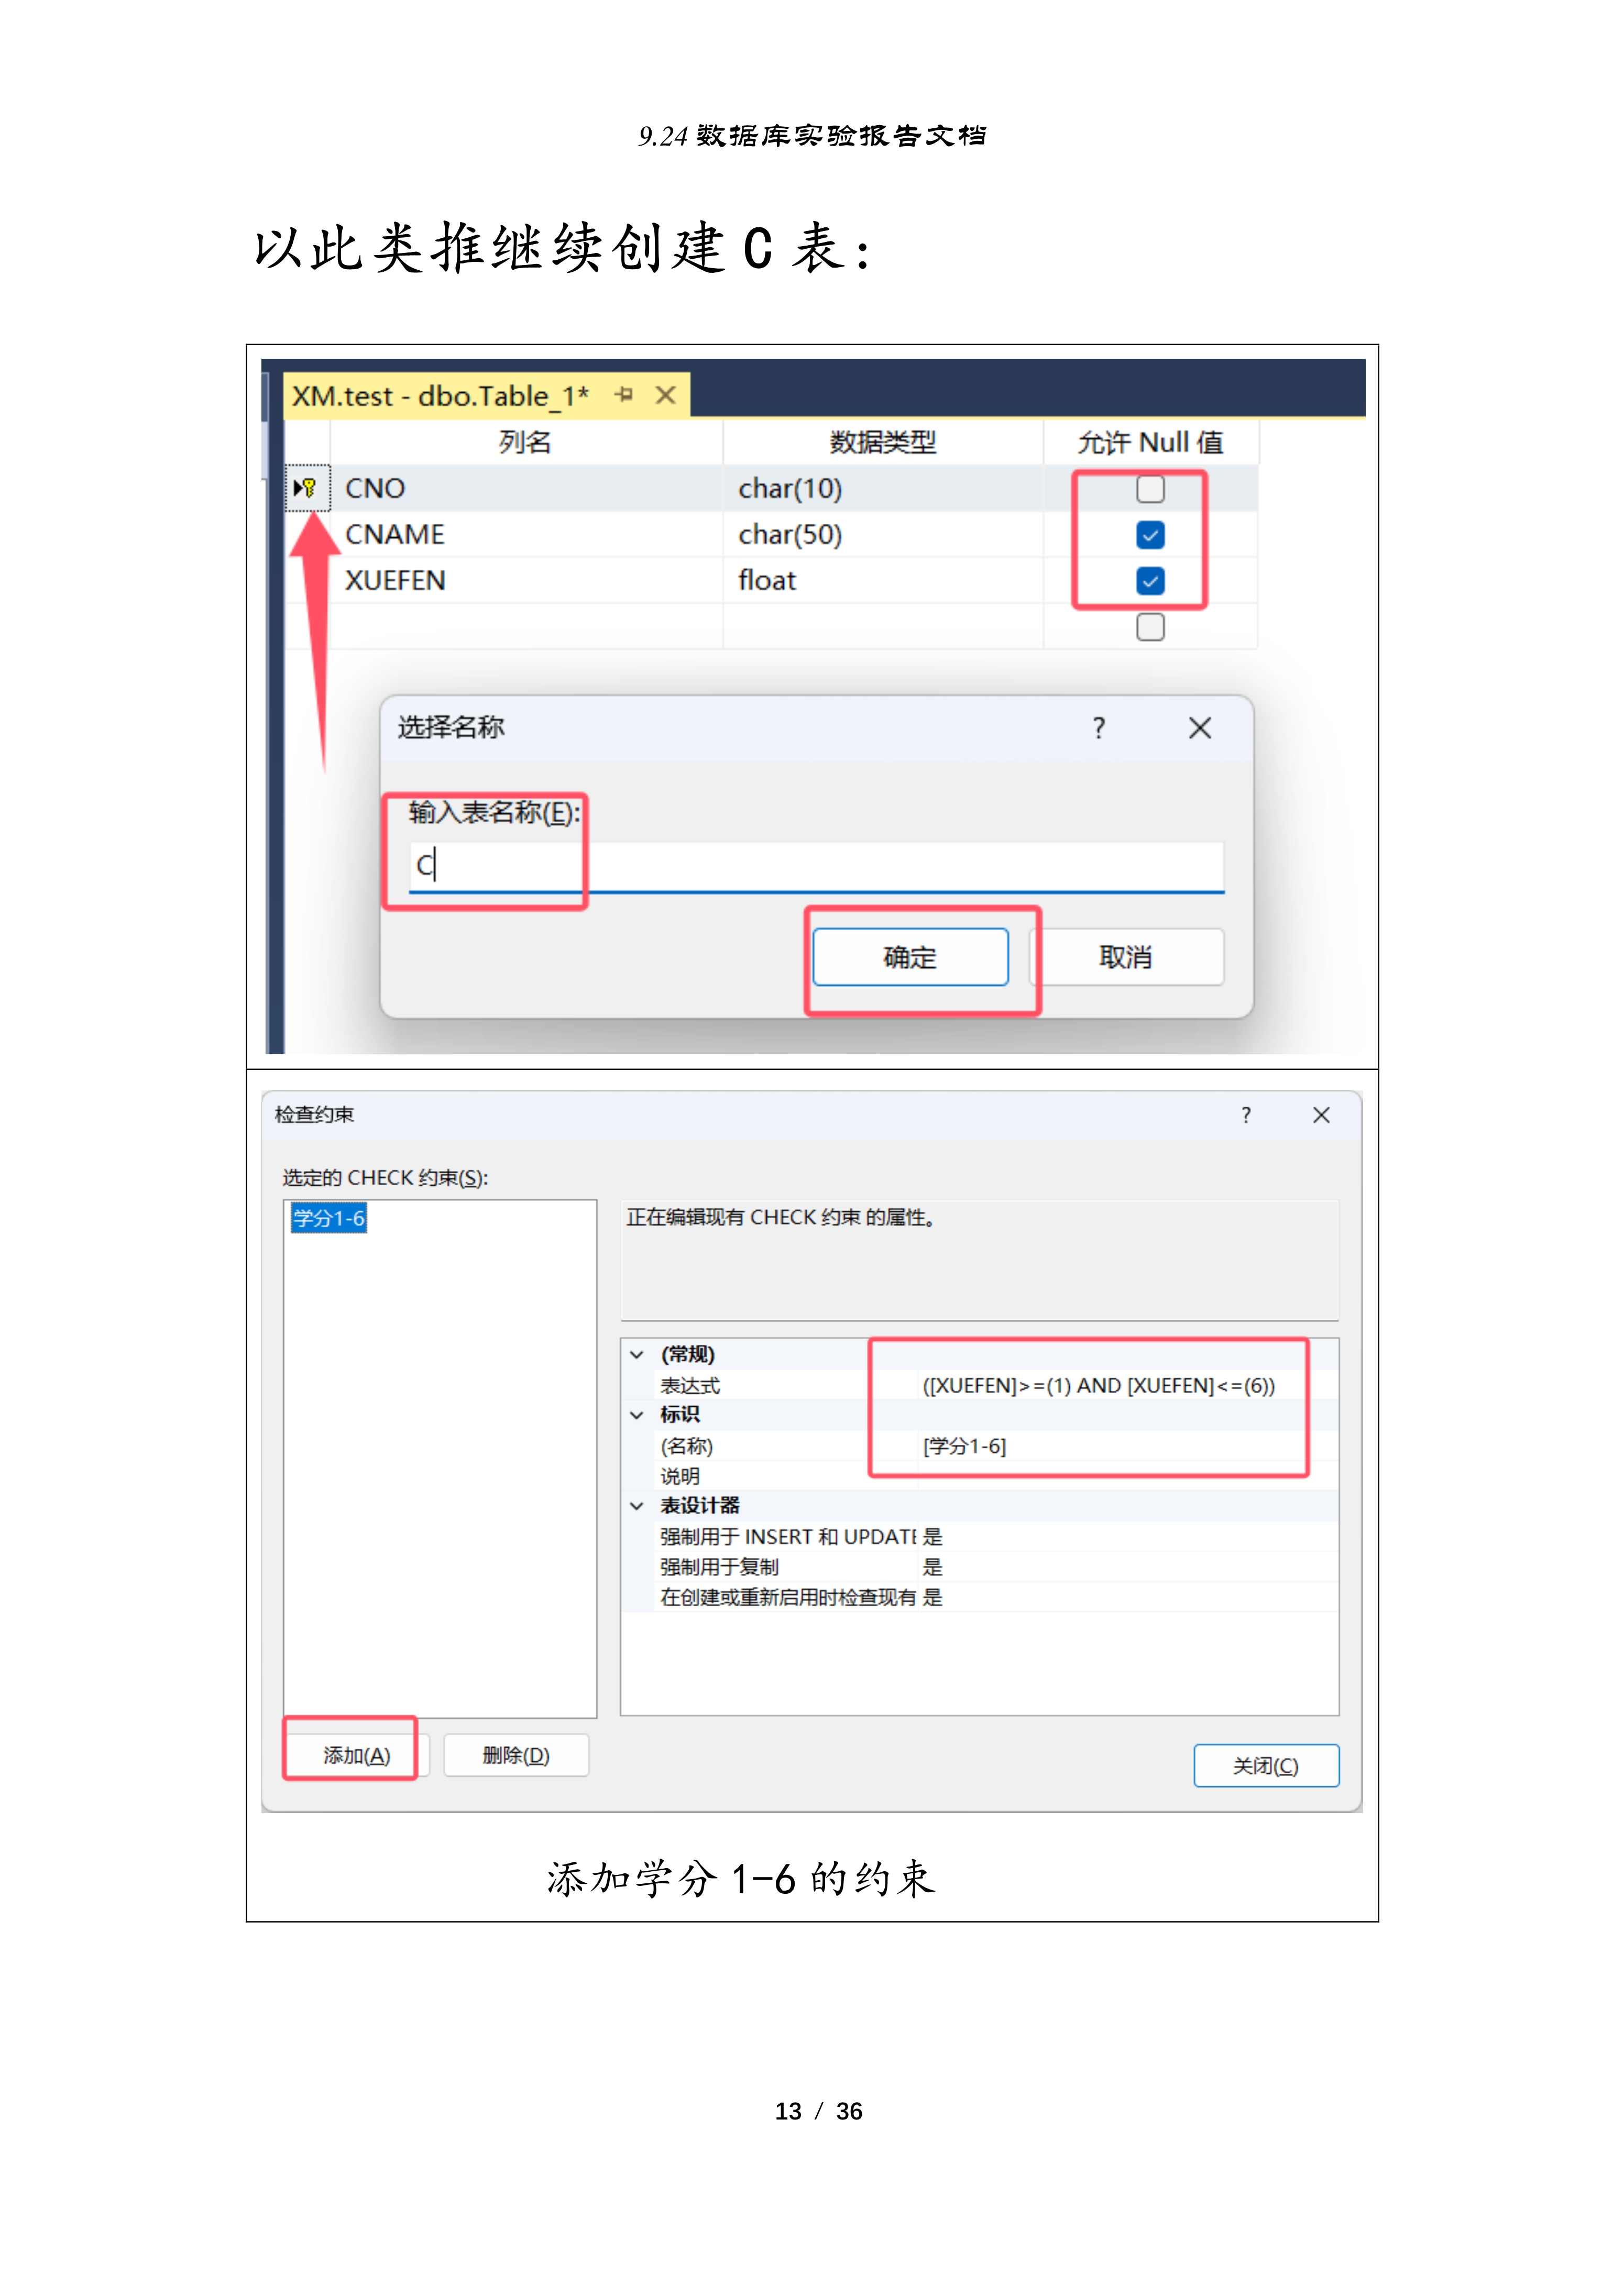 9.24 数据库实验报告文档
以此类推继续创建 C 表：
XM.test - dbo.Table_1*
列名 数据类型 允许 Null 值
CNO char(10)
CNAME char(50)
XUEFEN float
选择名称 ?
输入表名称(E):
C
确定 取消
检查约束 ?
选定的 CHECK 约束(S):
学分1-6
正在编辑现有 CHECK 约束 的属性。
(常规)
表达式 ([XUEFEN]>=(1) AND [XUEFEN]<=(6))
标识
(名称) [学分1-6]
说明
表设计器
强制用于 INSERT 和 UPDATE 是
强制用于复制 是
在创建或重新启用时检查现有 是
添加(A) 删除(D)
关闭(C)
添加学分 1-6 的约束
13 / 36